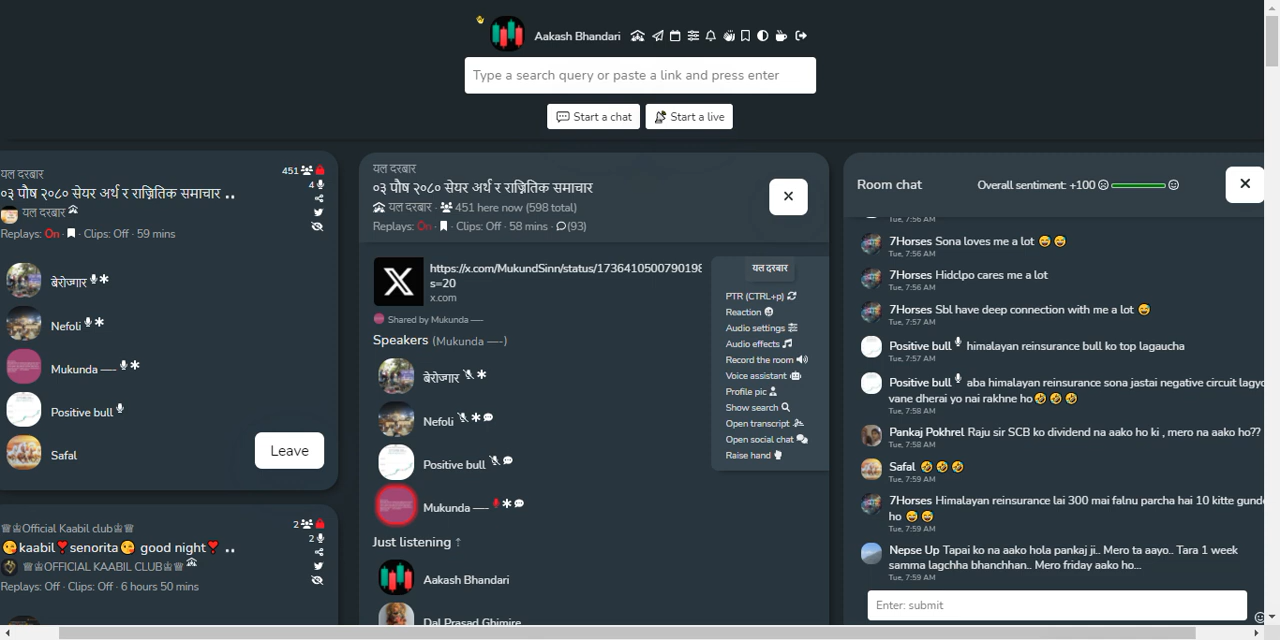 Aakash Bhandari
Type a search query or paste a link and press enter
Start a chat
Start a live
यल दरबार
451
०३ पौष २०८० सेयर अर्थ र राज्नितिक समाचार ..
4
यल दरबार
Replays: On · Clips: Off · 59 mins
बेरोज्गार
Nefoli
Mukunda ----
Positive bull
Safal
Leave
♕♔Official Kaabil club♔♕
2
😘kaabil❣senorita😘 good night❣ ..
2
♕♔OFFICIAL KAABIL CLUB♔♕
Replays: Off · Clips: Off · 6 hours 50 mins
यल दरबार
०३ पौष २०८० सेयर अर्थ र राज्नितिक समाचार
यल दरबार · 451 here now (598 total)
Replays: On · Clips: Off · 58 mins · (93)
https://x.com/MukundSinn/status/173641050079019
s=20
x.com
Shared by Mukunda ----
Speakers (Mukunda ----)
बेरोज्गार
Nefoli
Positive bull
Mukunda ----
Just listening ↑
Aakash Bhandari
Dal Prasad Ghimire
यल दरबार
PTR (CTRL+p)
Reaction
Audio settings
Audio effects
Record the room
Voice assistant
Profile pic
Show search
Open transcript
Open social chat
Raise hand
Room chat
Overall sentiment: +100
Tue, 7:56 AM
7Horses Sona loves me a lot 😅 😅
Tue, 7:56 AM
7Horses Hidclpo cares me a lot
Tue, 7:56 AM
7Horses Sbl have deep connection with me a lot 😅
Tue, 7:57 AM
Positive bull himalayan reinsurance bull ko top lagaucha
Tue, 7:57 AM
Positive bull aba himalayan reinsurance sona jastai negative circuit lagyo
vane dherai yo nai rakhne ho🤣 🤣 🤣
Tue, 7:58 AM
Pankaj Pokhrel Raju sir SCB ko dividend na aako ho ki , mero na aako ho??
Tue, 7:58 AM
Safal 🤣 🤣 🤣
Tue, 7:59 AM
7Horses Himalayan reinsurance lai 300 mai falnu parcha hai 10 kitte gund
ho 😅 😅
Tue, 7:59 AM
Nepse Up Tapai ko na aako hola pankaj ji.. Mero ta aayo.. Tara 1 week
samma lagchha bhanchhan.. Mero friday aako ho...
Tue, 7:59 AM
Enter: submit